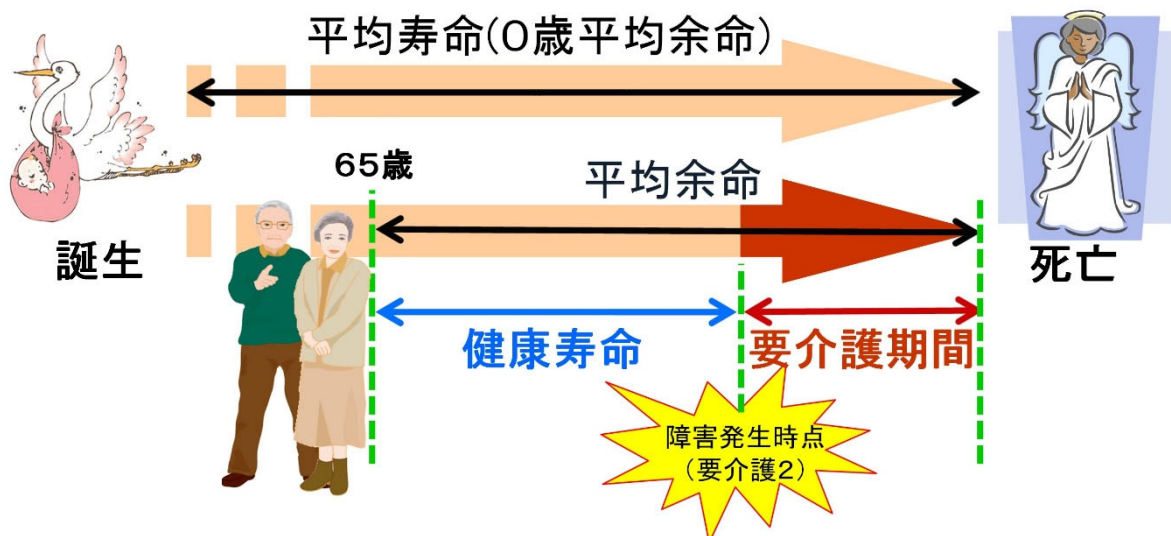 平均寿命(０歳平均余命)
65歳
平均余命
誕生
死亡
健康寿命
要介護期間
障害発生時点
（要介護２）